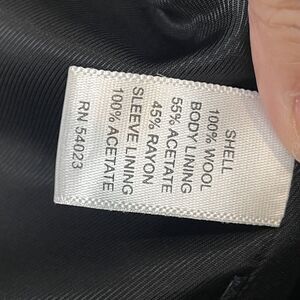 SHELL
100% WOOL
BODY LINING
55% ACETATE
45% RAYON
SLEEVE LINING
100% ACETATE
RN 54023